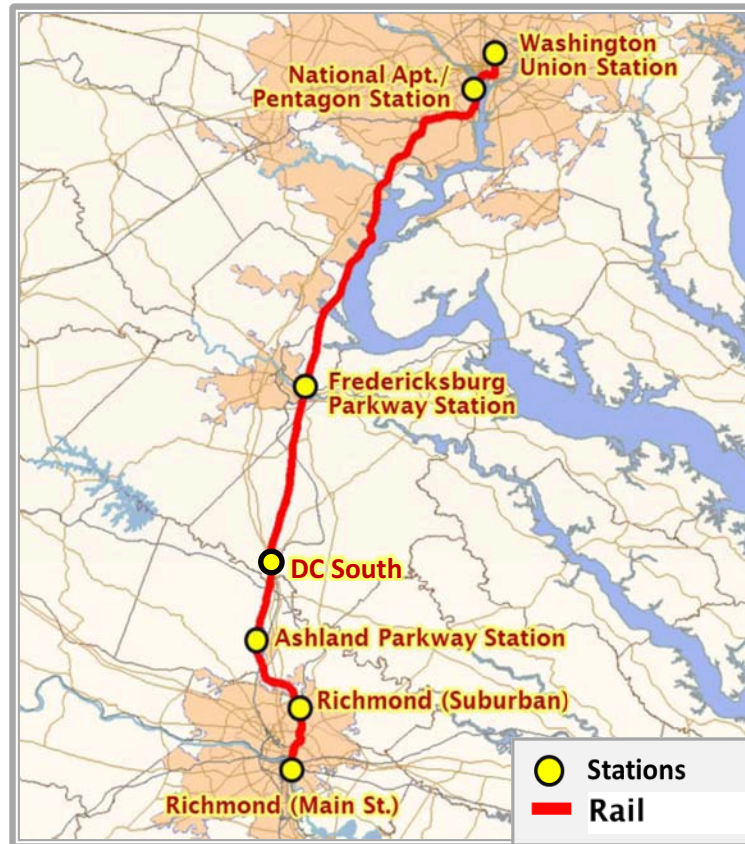 Washington
Union Station
National Apt./
Pentagon Station
Fredericksburg
Parkway Station
DC South
Ashland Parkway Station
Richmond (Suburban)
Richmond (Main St.)
Stations
Rail